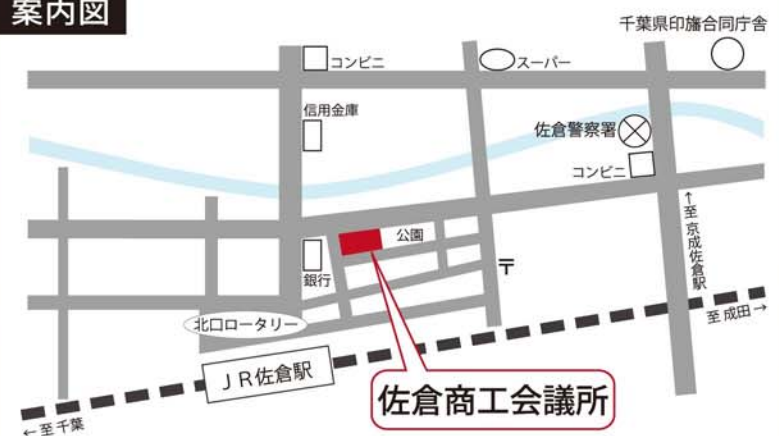 案内図
千葉県印旛合同庁舎
コンビニ
スーパー
信用金庫
佐倉警察署
コンビニ
←至 京成佐倉駅
公園
銀行
〒
北口ロータリー
至 成田→
JR佐倉駅
佐倉商工会議所
←至 千葉